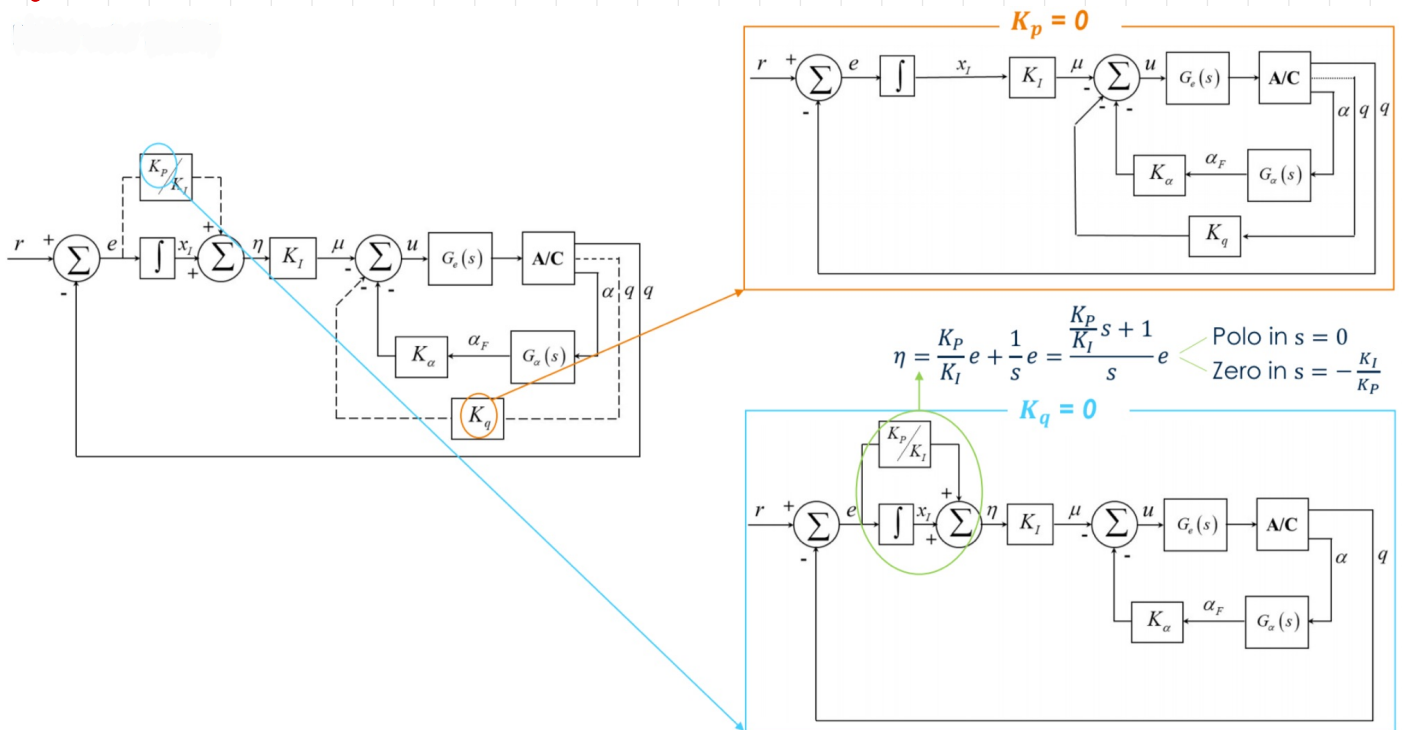 K_p = 0
r + Σ e ∫ x_I K_I μ - Σ u G_e(s) A/C
- - - α q q
K_α α_F G_α(s)
K_q
K_P/K_I
r + Σ e ∫ x_I + + Σ η K_I μ - Σ u G_e(s) A/C
- - - α q q
K_α α_F G_α(s)
K_q
η = K_P/K_I e + 1/s e = (K_P/K_I s + 1)/s e
Polo in s = 0
Zero in s = − K_I/K_P
K_q = 0
K_P/K_I
r + Σ e ∫ x_I + + Σ η K_I μ - Σ u G_e(s) A/C
- - α q
K_α α_F G_α(s)